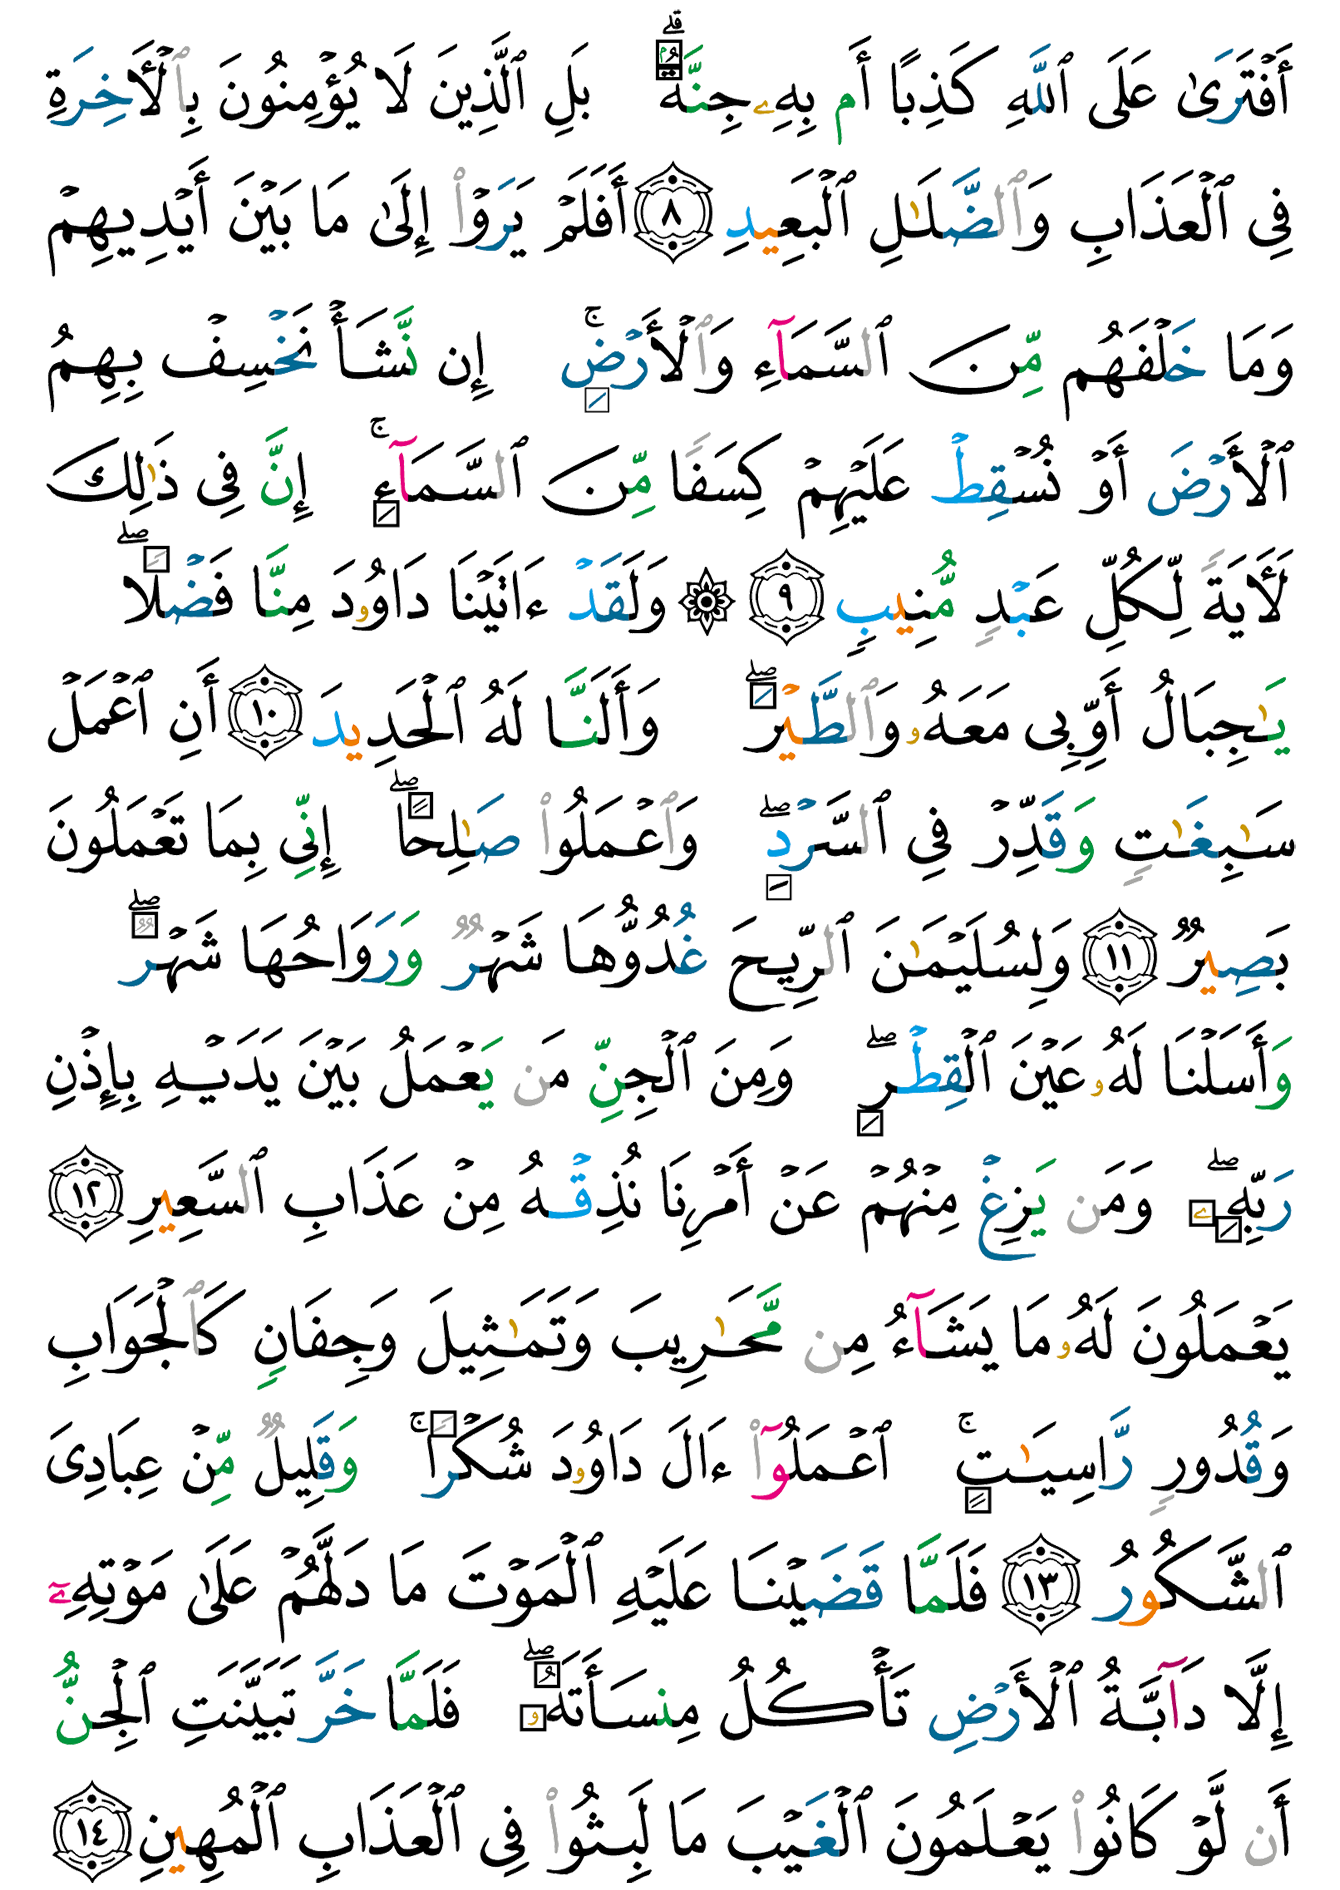 أَفْتَرَىٰ عَلَى ٱللَّهِ كَذِبًا أَم بِهِۦ جِنَّةٌۢ ۗ بَلِ ٱلَّذِينَ لَا يُؤْمِنُونَ بِٱلْأَخِرَةِ
فِى ٱلْعَذَابِ وَٱلضَّلَـٰلِ ٱلْبَعِيدِ ٨ أَفَلَمْ يَرَوْا۟ إِلَىٰ مَا بَيْنَ أَيْدِيهِمْ
وَمَا خَلْفَهُم مِّنَ ٱلسَّمَآءِ وَٱلْأَرْضِ ۚ إِن نَّشَأْ نَخْسِفْ بِهِمُ
ٱلْأَرْضَ أَوْ نُسْقِطْ عَلَيْهِمْ كِسَفًا مِّنَ ٱلسَّمَآءِ ۚ إِنَّ فِى ذَٰلِكَ
لَأَيَةً لِّكُلِّ عَبْدٍ مُّنِيبٍ ٩ ۞ وَلَقَدْ ءَاتَيْنَا دَاوُۥدَ مِنَّا فَضْلًا ۖ
يَـٰجِبَالُ أَوِّبِى مَعَهُۥ وَٱلطَّيْرَ ۖ وَأَلَنَّا لَهُ ٱلْحَدِيدَ ١٠ أَنِ ٱعْمَلْ
سَـٰبِغَـٰتٍ وَقَدِّرْ فِى ٱلسَّرْدِ ۖ وَٱعْمَلُوا۟ صَـٰلِحًا ۖ إِنِّى بِمَا تَعْمَلُونَ
بَصِيرٌ ١١ وَلِسُلَيْمَـٰنَ ٱلرِّيحَ غُدُوُّهَا شَهْرٌ وَرَوَاحُهَا شَهْرٌ ۖ
وَأَسَلْنَا لَهُۥ عَيْنَ ٱلْقِطْرِ ۖ وَمِنَ ٱلْجِنِّ مَن يَعْمَلُ بَيْنَ يَدَيْهِ بِإِذْنِ
رَبِّهِۦ ۖ وَمَن يَزِغْ مِنْهُمْ عَنْ أَمْرِنَا نُذِقْهُ مِنْ عَذَابِ ٱلسَّعِيرِ ١٢
يَعْمَلُونَ لَهُۥ مَا يَشَآءُ مِن مَّحَـٰرِيبَ وَتَمَـٰثِيلَ وَجِفَانٍ كَٱلْجَوَابِ
وَقُدُورٍ رَّاسِيَـٰتٍ ۚ ٱعْمَلُوٓا۟ ءَالَ دَاوُۥدَ شُكْرًا ۚ وَقَلِيلٌ مِّنْ عِبَادِىَ
ٱلشَّكُورُ ١٣ فَلَمَّا قَضَيْنَا عَلَيْهِ ٱلْمَوْتَ مَا دَلَّهُمْ عَلَىٰ مَوْتِهِۦٓ
إِلَّا دَآبَّةُ ٱلْأَرْضِ تَأْكُلُ مِنسَأَتَهُۥ ۖ فَلَمَّا خَرَّ تَبَيَّنَتِ ٱلْجِنُّ
أَن لَّوْ كَانُوا۟ يَعْلَمُونَ ٱلْغَيْبَ مَا لَبِثُوا۟ فِى ٱلْعَذَابِ ٱلْمُهِينِ ١٤